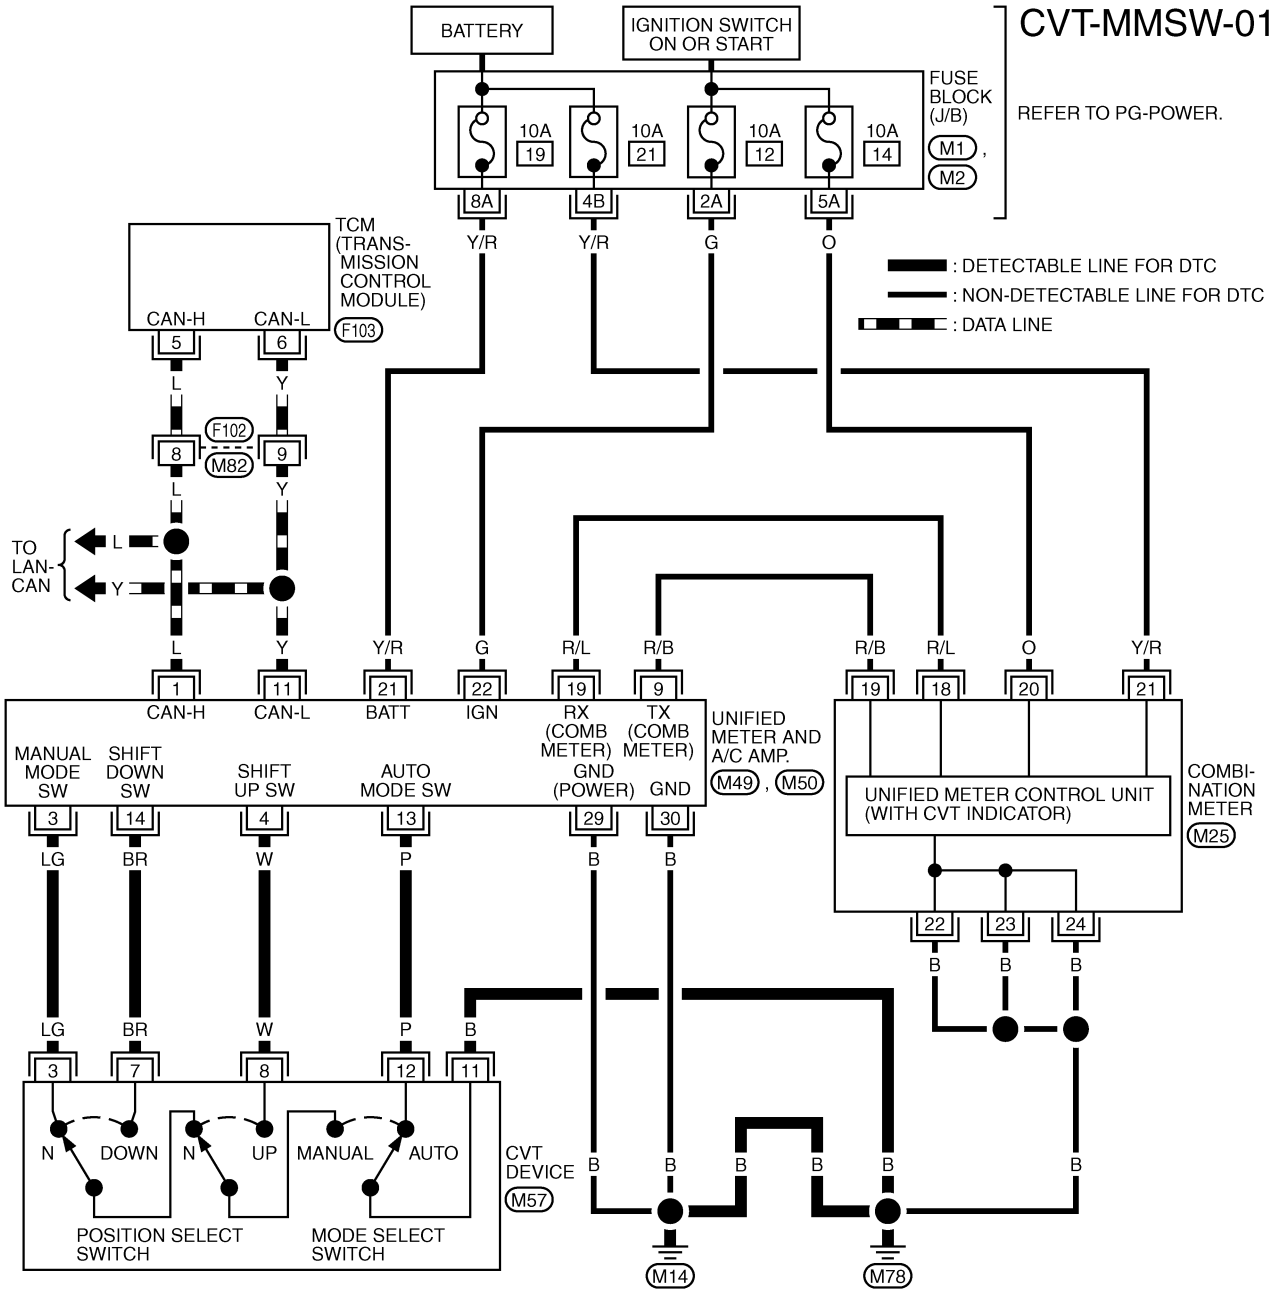 CVT-MMSW-01
BATTERY
IGNITION SWITCH
ON OR START
FUSE
BLOCK
(J/B)
M1 ,
M2
REFER TO PG-POWER.
10A
19
10A
21
10A
12
10A
14
8A
4B
2A
5A
Y/R
Y/R
G
O
: DETECTABLE LINE FOR DTC
: NON-DETECTABLE LINE FOR DTC
: DATA LINE
TCM
(TRANS-
MISSION
CONTROL
MODULE)
F103
CAN-H
CAN-L
5
6
L
Y
F102
8
9
M82
L
Y
TO
LAN-
CAN
L
Y
L
Y
Y/R
G
R/L
R/B
R/B
R/L
O
Y/R
1
11
21
22
19
9
19
18
20
21
CAN-H
CAN-L
BATT
IGN
RX
(COMB
METER)
TX
(COMB
METER)
UNIFIED
METER AND
A/C AMP.
M49 , M50
MANUAL
MODE
SW
SHIFT
DOWN
SW
SHIFT
UP SW
AUTO
MODE SW
GND
(POWER)
GND
UNIFIED METER CONTROL UNIT
(WITH CVT INDICATOR)
COMBI-
NATION
METER
M25
3
14
4
13
29
30
LG
BR
W
P
B
B
22
23
24
B
B
B
LG
BR
W
P
B
3
7
8
12
11
N
DOWN
N
UP
MANUAL
AUTO
POSITION SELECT
SWITCH
MODE SELECT
SWITCH
CVT
DEVICE
M57
B
B
B
B
B
B
M14
M78